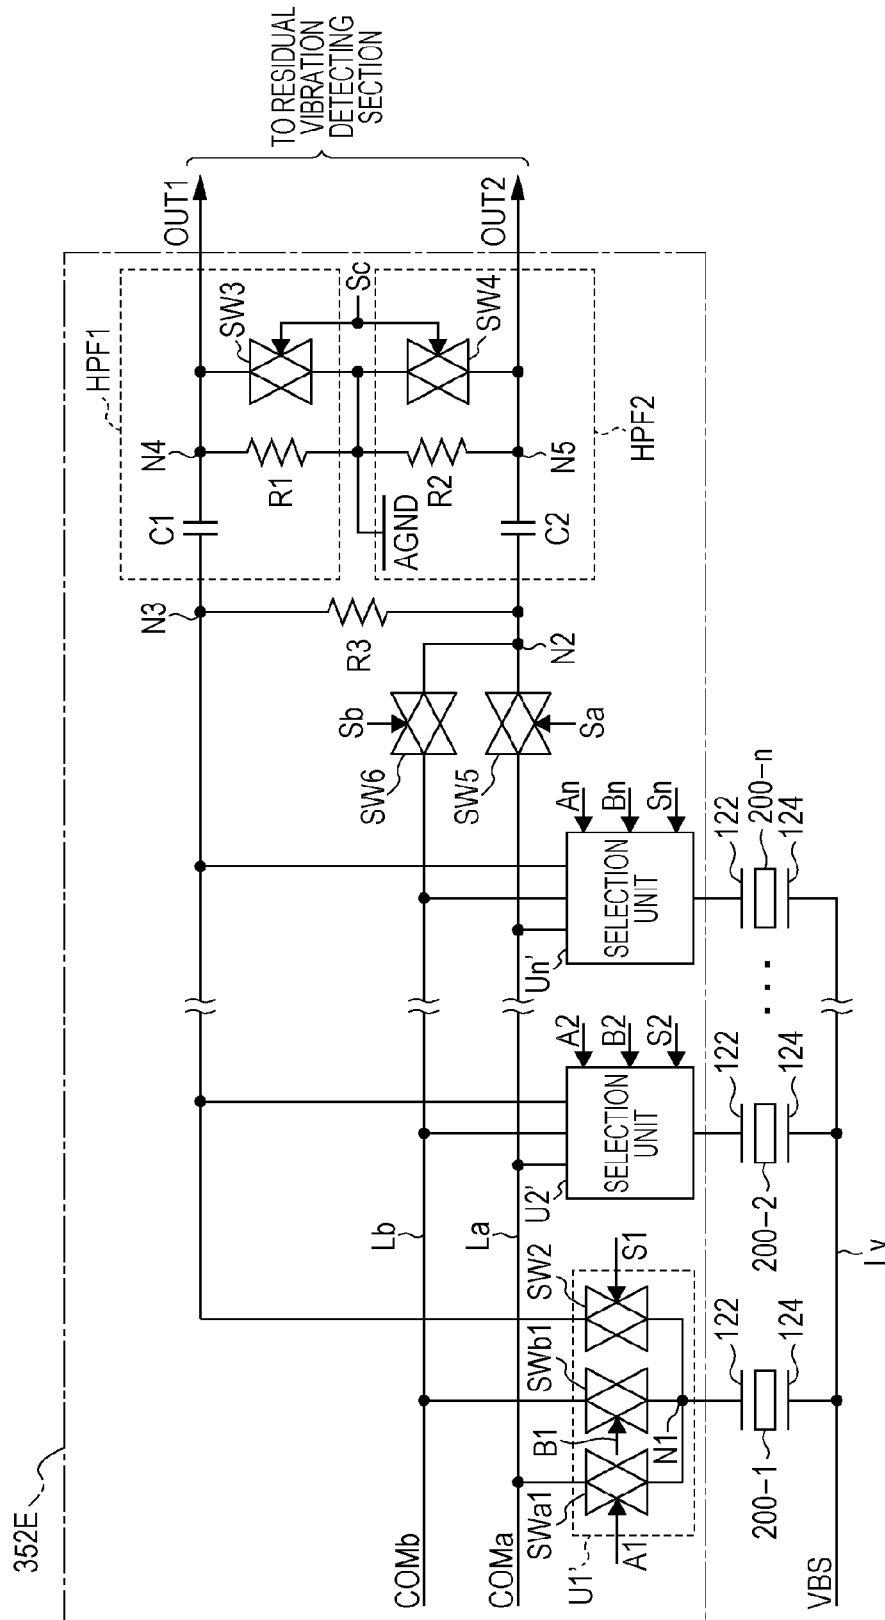 352E
HPF1
N4
C1
R1
SW3
OUT1
TO RESIDUAL
VIBRATION
DETECTING
SECTION
Sc
AGND
R2
SW4
OUT2
C2
N5
HPF2
N3
R3
N2
Sb
SW6
SW5
Sa
COMb
COMa
Lb
La
SWa1
SWb1
SW2
A1
B1
S1
N1
U1'
SELECTION
UNIT
U2'
A2
B2
S2
SELECTION
UNIT
Un'
An
Bn
Sn
122
200-1
124
122
200-2
124
122
200-n
124
VBS
Lv